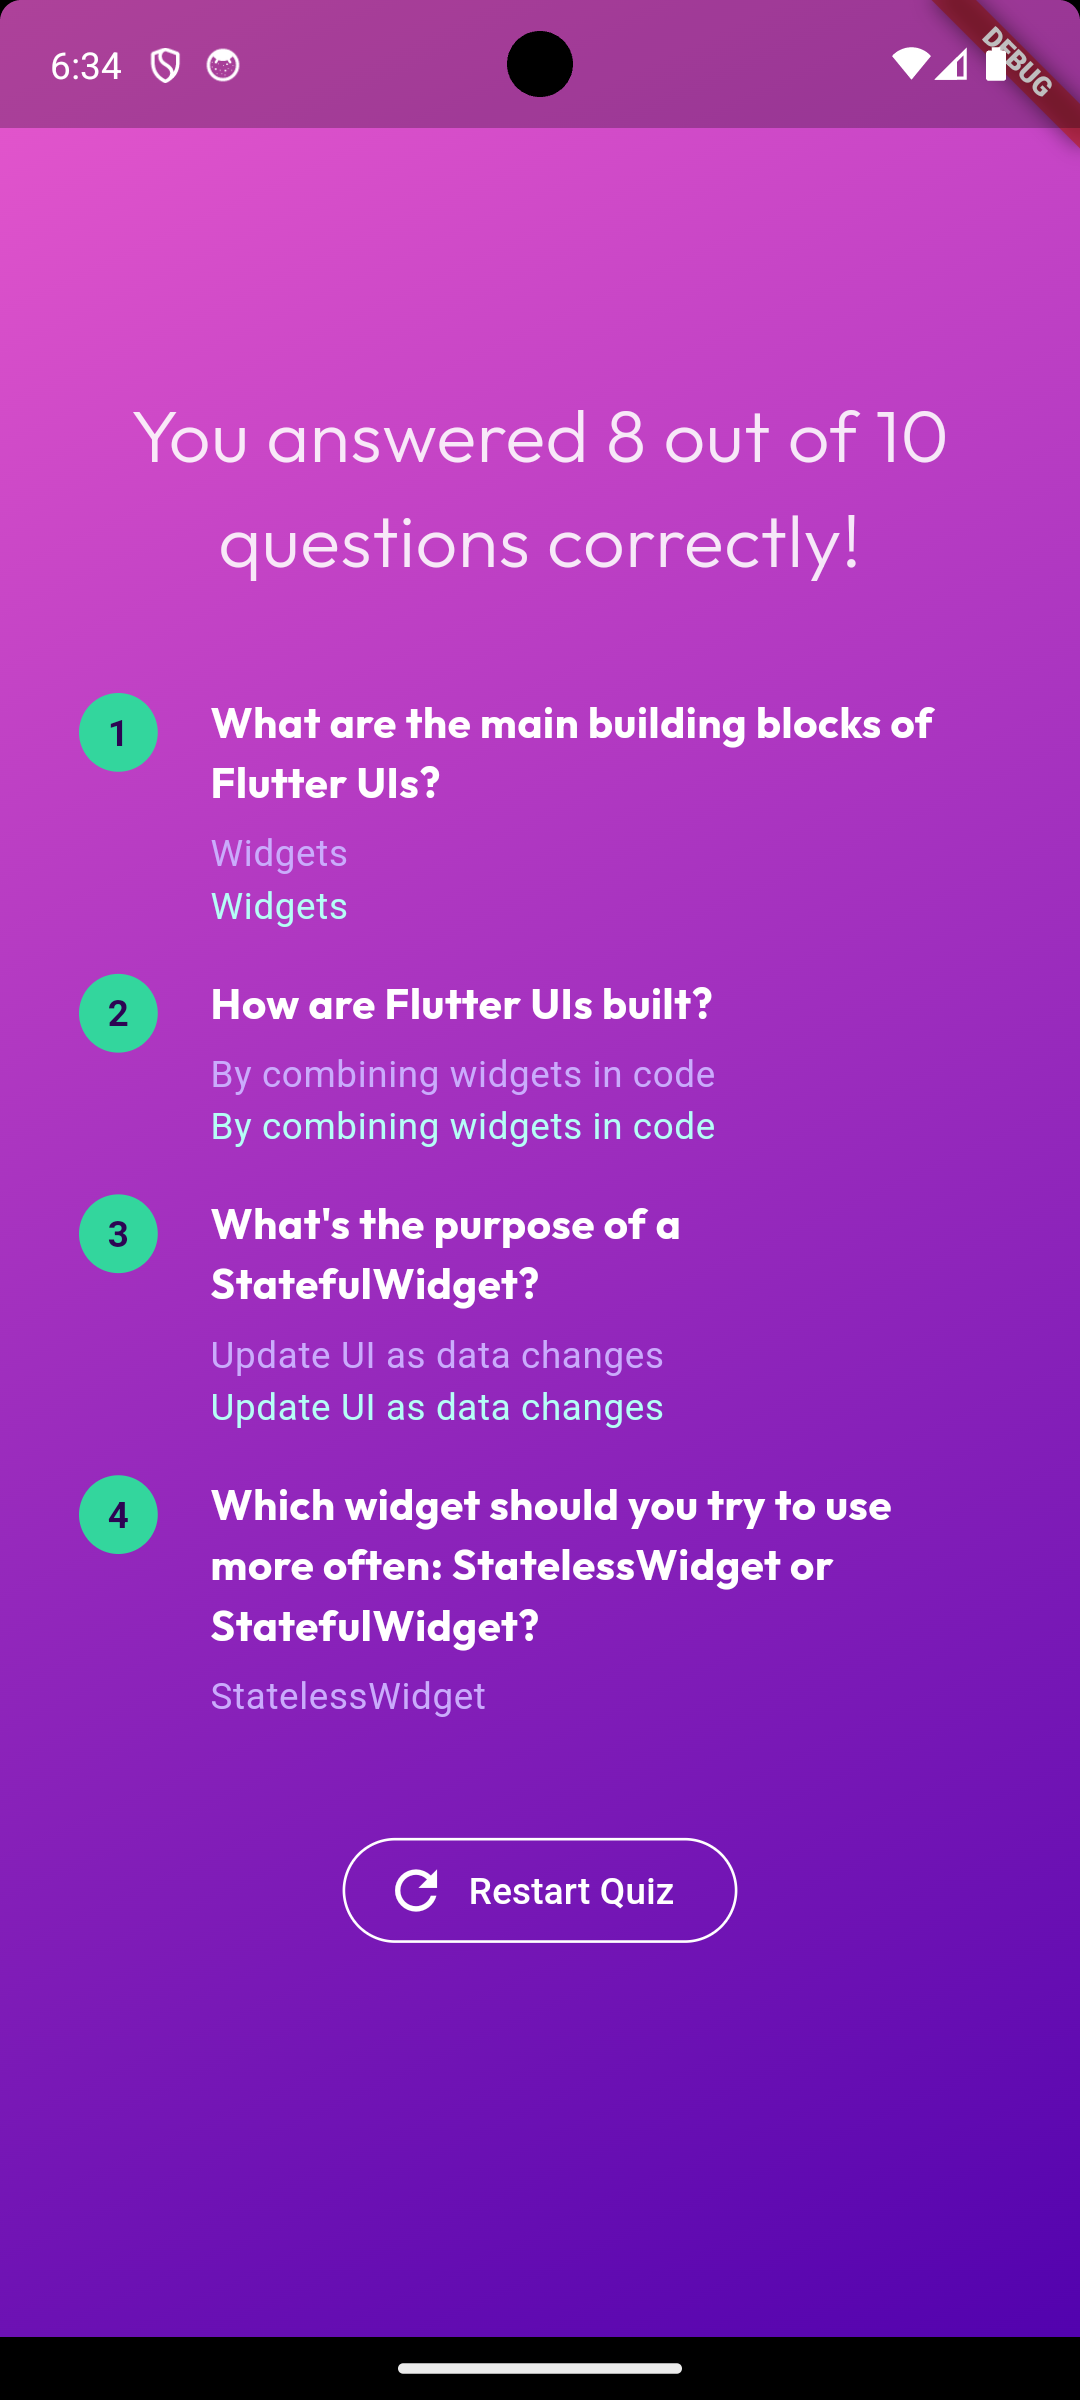 6:34
DEBUG
You answered 8 out of 10
questions correctly!
1
What are the main building blocks of
Flutter UIs?
Widgets
Widgets
2
How are Flutter UIs built?
By combining widgets in code
By combining widgets in code
3
What's the purpose of a
StatefulWidget?
Update UI as data changes
Update UI as data changes
4
Which widget should you try to use
more often: StatelessWidget or
StatefulWidget?
StatelessWidget
Restart Quiz